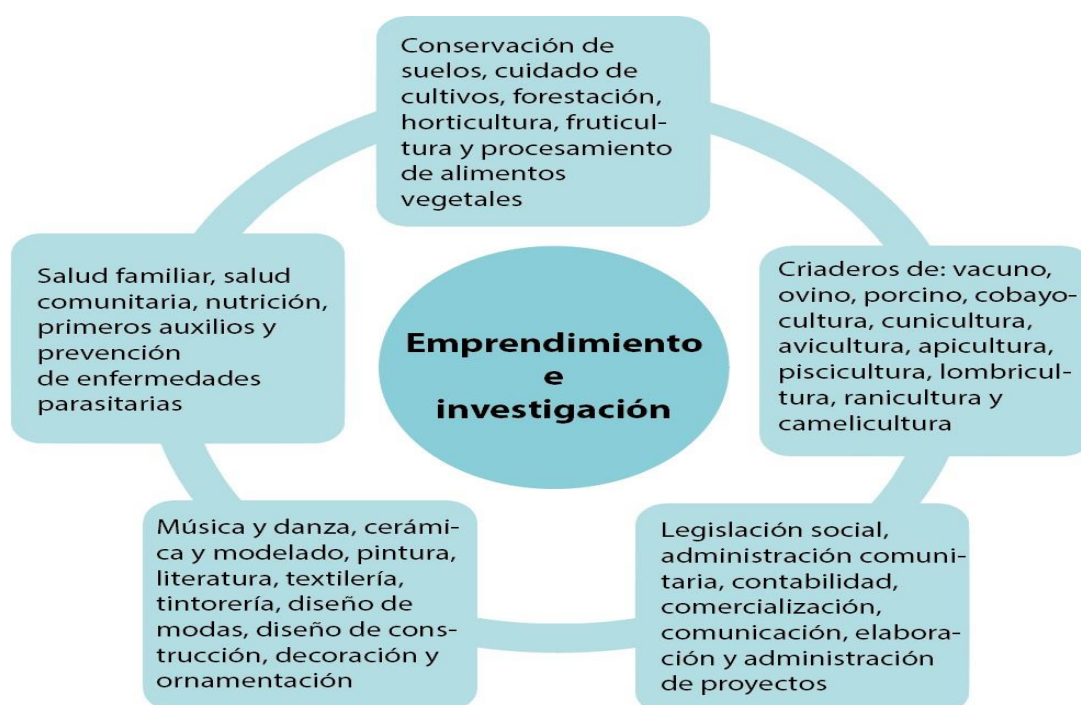 Conservación de
suelos, cuidado de
cultivos, forestación,
horticultura, fruticul-
tura y procesamiento
de alimentos
vegetales
Salud familiar, salud
comunitaria, nutrición,
primeros auxilios y
prevención
de enfermedades
parasitarias
Emprendimiento
e
investigación
Criaderos de: vacuno,
ovino, porcino, cobayo-
cultura, cunicultura,
avicultura, apicultura,
piscicultura, lombricul-
tura, ranicultura y
camelicultura
Música y danza, cerámi-
ca y modelado, pintura,
literatura, textilería,
tintorería, diseño de
modas, diseño de cons-
trucción, decoración y
ornamentación
Legislación social,
administración comuni-
taria, contabilidad,
comercialización,
comunicación, elabora-
ción y administración
de proyectos